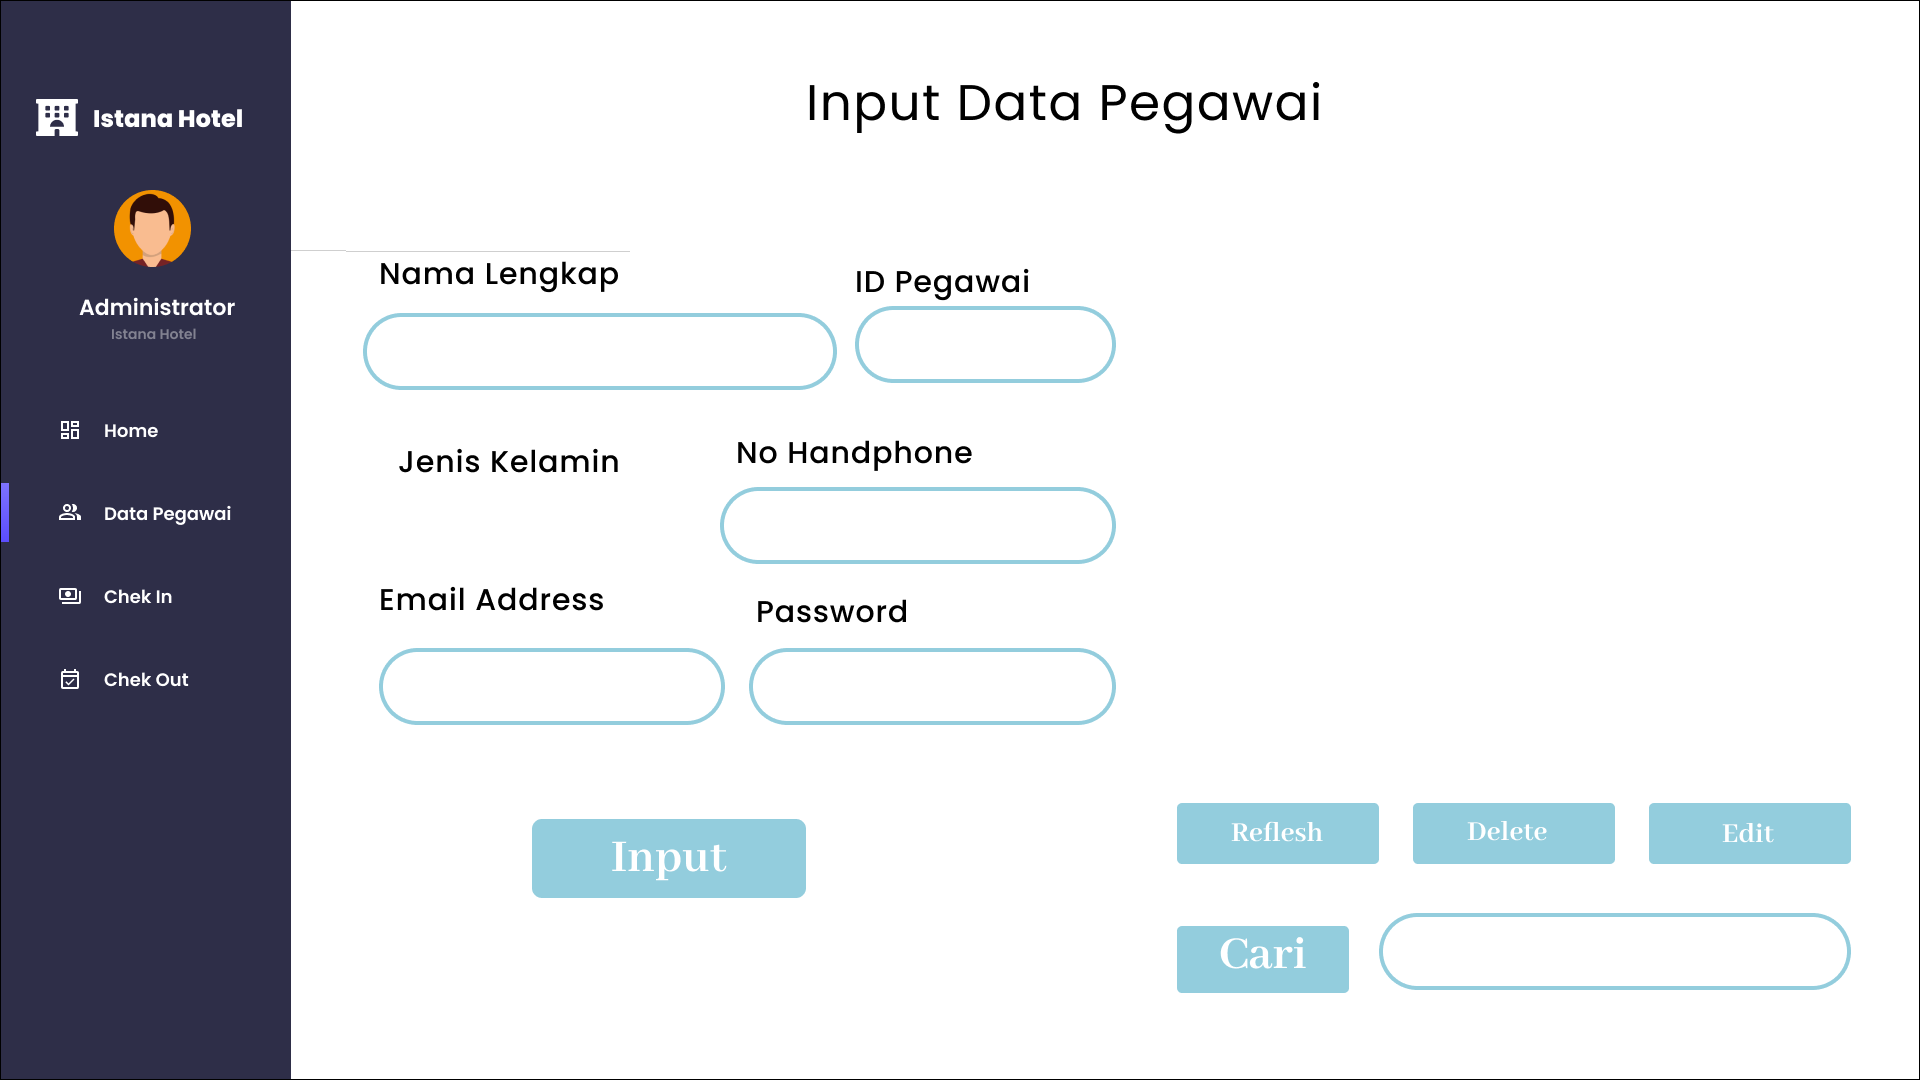 Istana Hotel
Administrator
Istana Hotel
Home
Data Pegawai
Chek In
Chek Out
Input Data Pegawai
Nama Lengkap
ID Pegawai
Jenis Kelamin
No Handphone
Email Address
Password
Input
Reflesh
Delete
Edit
Cari